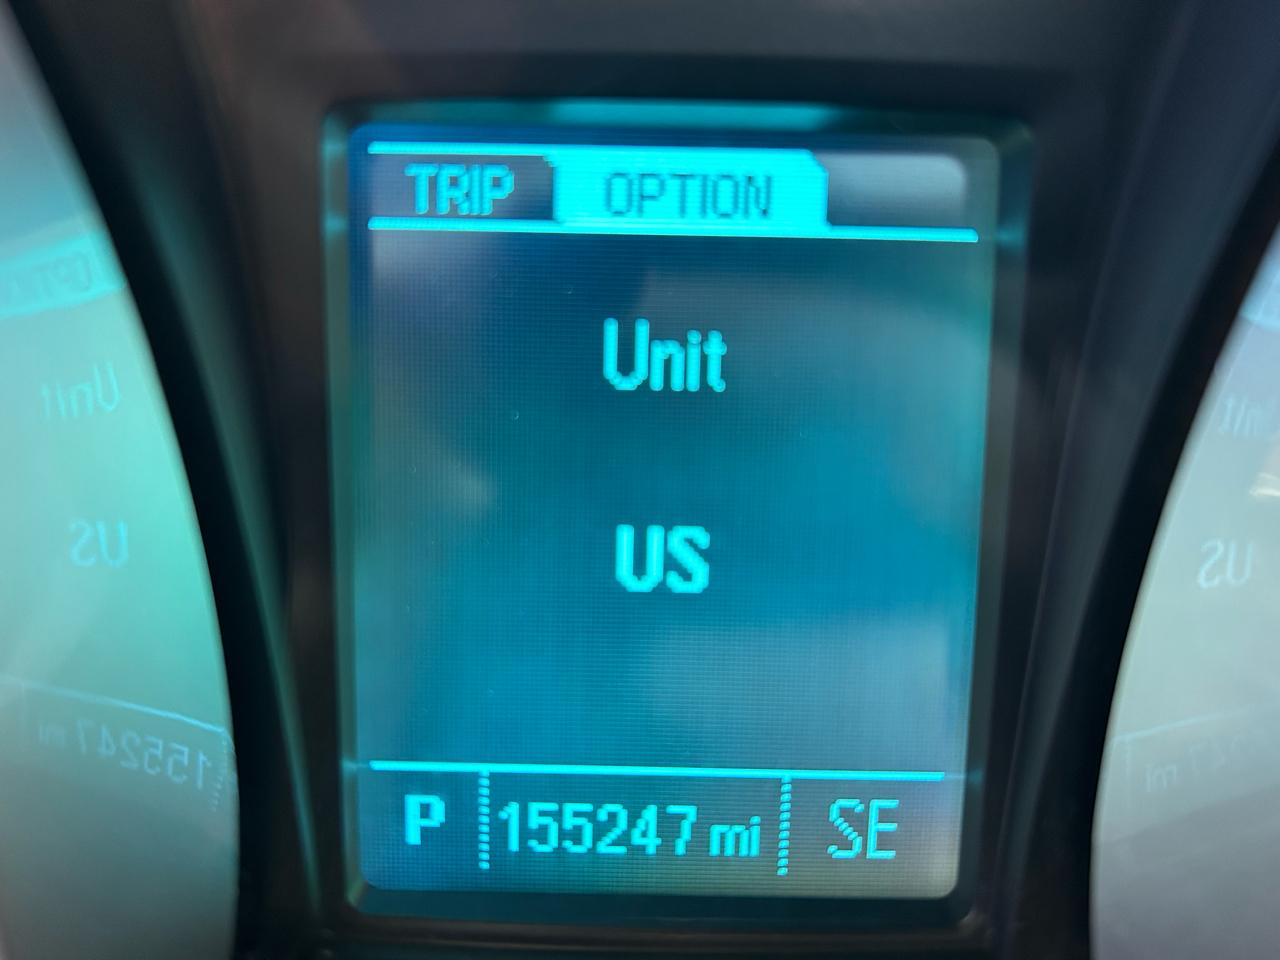 TRIP OPTION
Unit
US
P 155247 mi SE